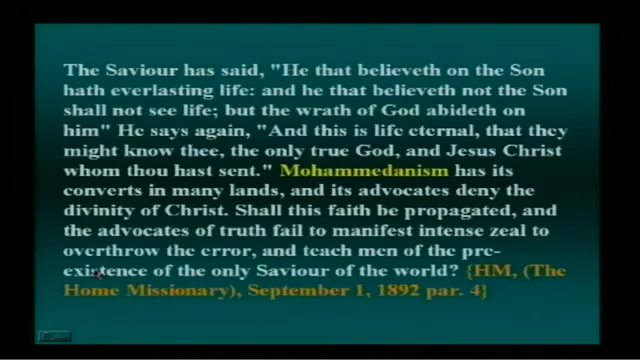 The Saviour has said, "He that believeth on the Son
hath everlasting life: and he that believeth not the Son
shall not see life; but the wrath of God abideth on
him" He says again, "And this is life eternal, that they
might know thee, the only true God, and Jesus Christ
whom thou hast sent." Mohammedanism has its
converts in many lands, and its advocates deny the
divinity of Christ. Shall this faith be propagated, and
the advocates of truth fail to manifest intense zeal to
overthrow the error, and teach men of the pre-
existence of the only Saviour of the world? {HM, (The
Home Missionary), September 1, 1892 par. 4}